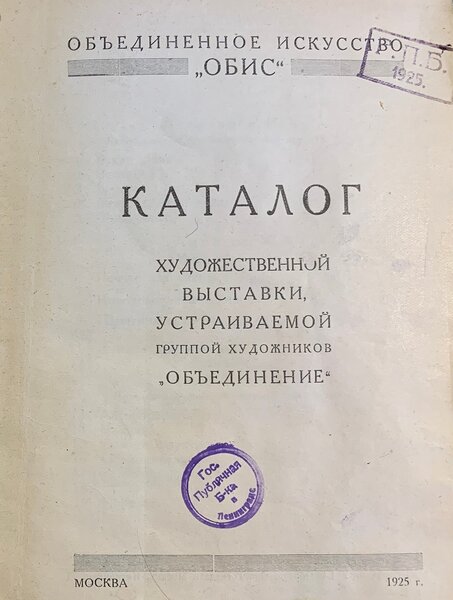 ОБЪЕДИНЕННОЕ ИСКУССТВО
„ОБИС“
П.Б.
1925.
КАТАЛОГ
ХУДОЖЕСТВЕННОЙ
ВЫСТАВКИ,
УСТРАИВАЕМОЙ
ГРУППОЙ ХУДОЖНИКОВ
„ОБЪЕДИНЕНИЕ“
Гос.
Публичная
Б-ка
в
Ленинграде
МОСКВА 1925 г.